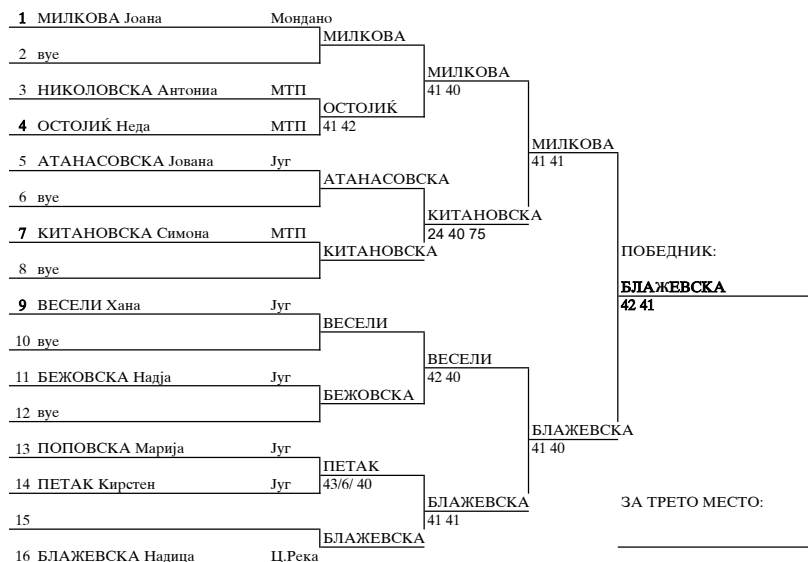 1 МИЛКОВА Јоана Мондано
МИЛКОВА
2 вуе
МИЛКОВА
41 40
3 НИКОЛОВСКА Антониа МТП
ОСТОЈИЌ
41 42
4 ОСТОЈИЌ Неда МТП
МИЛКОВА
41 41
5 АТАНАСОВСКА Јована Југ
АТАНАСОВСКА
6 вуе
КИТАНОВСКА
24 40 75
7 КИТАНОВСКА Симона МТП
КИТАНОВСКА
8 вуе
ПОБЕДНИК:
БЛАЖЕВСКА
42 41
9 ВЕСЕЛИ Хана Југ
ВЕСЕЛИ
10 вуе
ВЕСЕЛИ
42 40
11 БЕЖОВСКА Надја Југ
БЕЖОВСКА
12 вуе
БЛАЖЕВСКА
41 40
13 ПОПОВСКА Марија Југ
ПЕТАК
43/6/ 40
14 ПЕТАК Кирстен Југ
БЛАЖЕВСКА
41 41
ЗА ТРЕТО МЕСТО:
15
БЛАЖЕВСКА
16 БЛАЖЕВСКА Надица Ц.Река